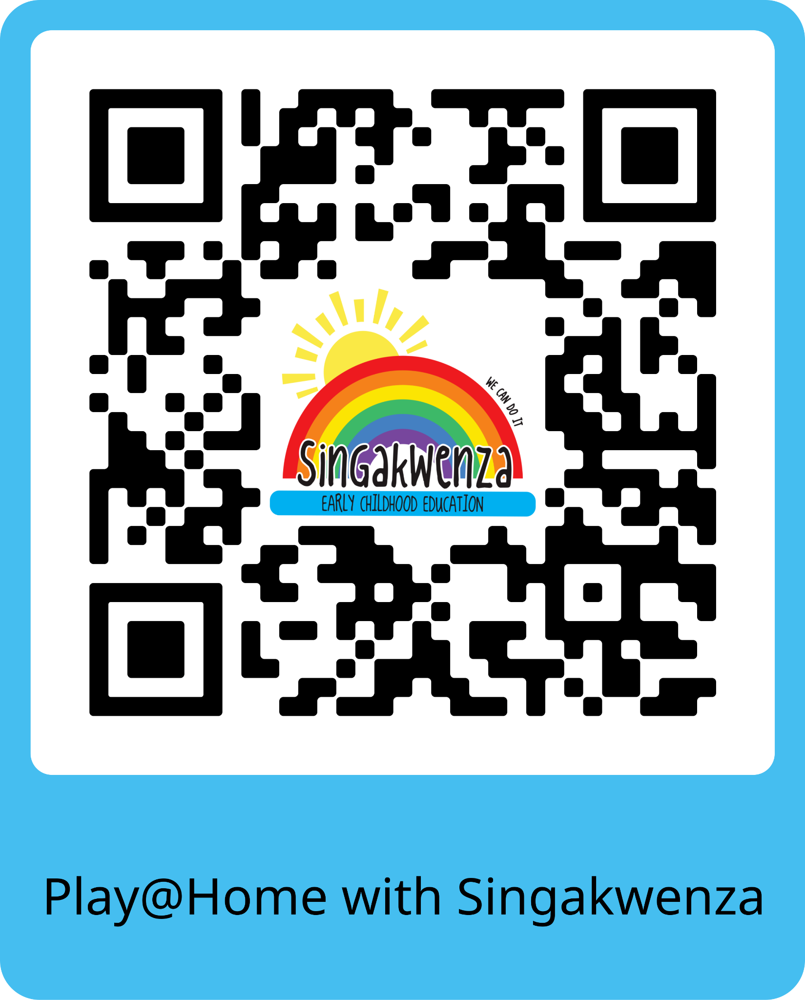 WE CAN DO IT
Singakwenza
EARLY CHILDHOOD EDUCATION
Play@Home with Singakwenza